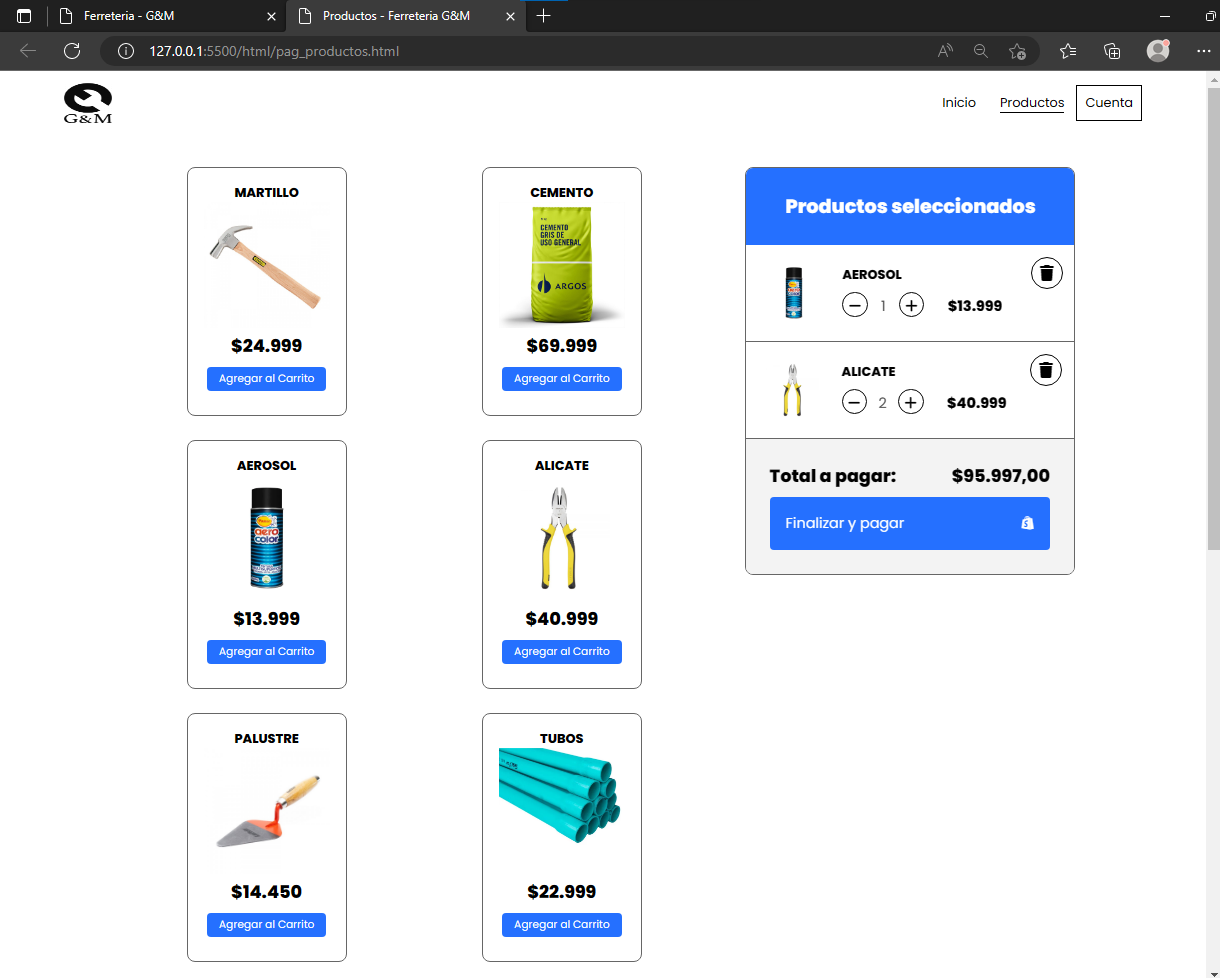 Ferreteria - G&M
Productos - Ferreteria G&M
127.0.0.1:5500/html/pag_productos.html
G&M
Inicio
Productos
Cuenta
MARTILLO
$24.999
Agregar al Carrito
CEMENTO
CEMENTO
GRIS DE
USO GENERAL
ARGOS
$69.999
Agregar al Carrito
AEROSOL
aero
color
$13.999
Agregar al Carrito
ALICATE
$40.999
Agregar al Carrito
PALUSTRE
$14.450
Agregar al Carrito
TUBOS
$22.999
Agregar al Carrito
Productos seleccionados
AEROSOL
1
$13.999
ALICATE
2
$40.999
Total a pagar:
$95.997,00
Finalizar y pagar